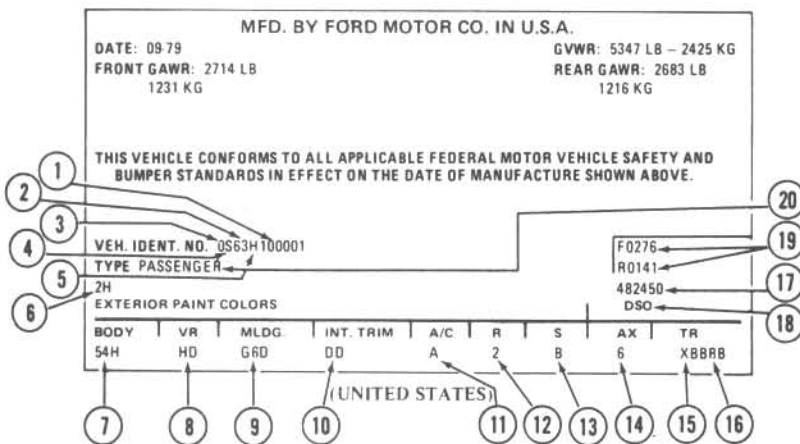 MFD. BY FORD MOTOR CO. IN U.S.A.
DATE: 09-79 GVWR: 5347 LB – 2425 KG
FRONT GAWR: 2714 LB REAR GAWR: 2683 LB
1231 KG 1216 KG
THIS VEHICLE CONFORMS TO ALL APPLICABLE FEDERAL MOTOR VEHICLE SAFETY AND
BUMPER STANDARDS IN EFFECT ON THE DATE OF MANUFACTURE SHOWN ABOVE.
1
2
3
4
5
6
20
19
17
18
VEH. IDENT. NO. 0S63H100001 F0276
TYPE PASSENGER R0141
2H 482450
EXTERIOR PAINT COLORS DSO
BODY VR MLDG. INT. TRIM A/C R S AX TR
54H HD G6D DD A 2 B 6 XBBRB
(UNITED STATES)
7 8 9 10 11 12 13 14 15 16